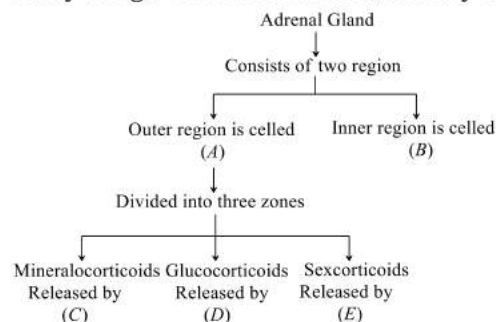 Adrenal Gland
Consists of two region
Outer region is celled
(A)
Inner region is celled
(B)
Divided into three zones
Mineralocorticoids
Released by
(C)
Glucocorticoids
Released by
(D)
Sexcorticoids
Released by
(E)